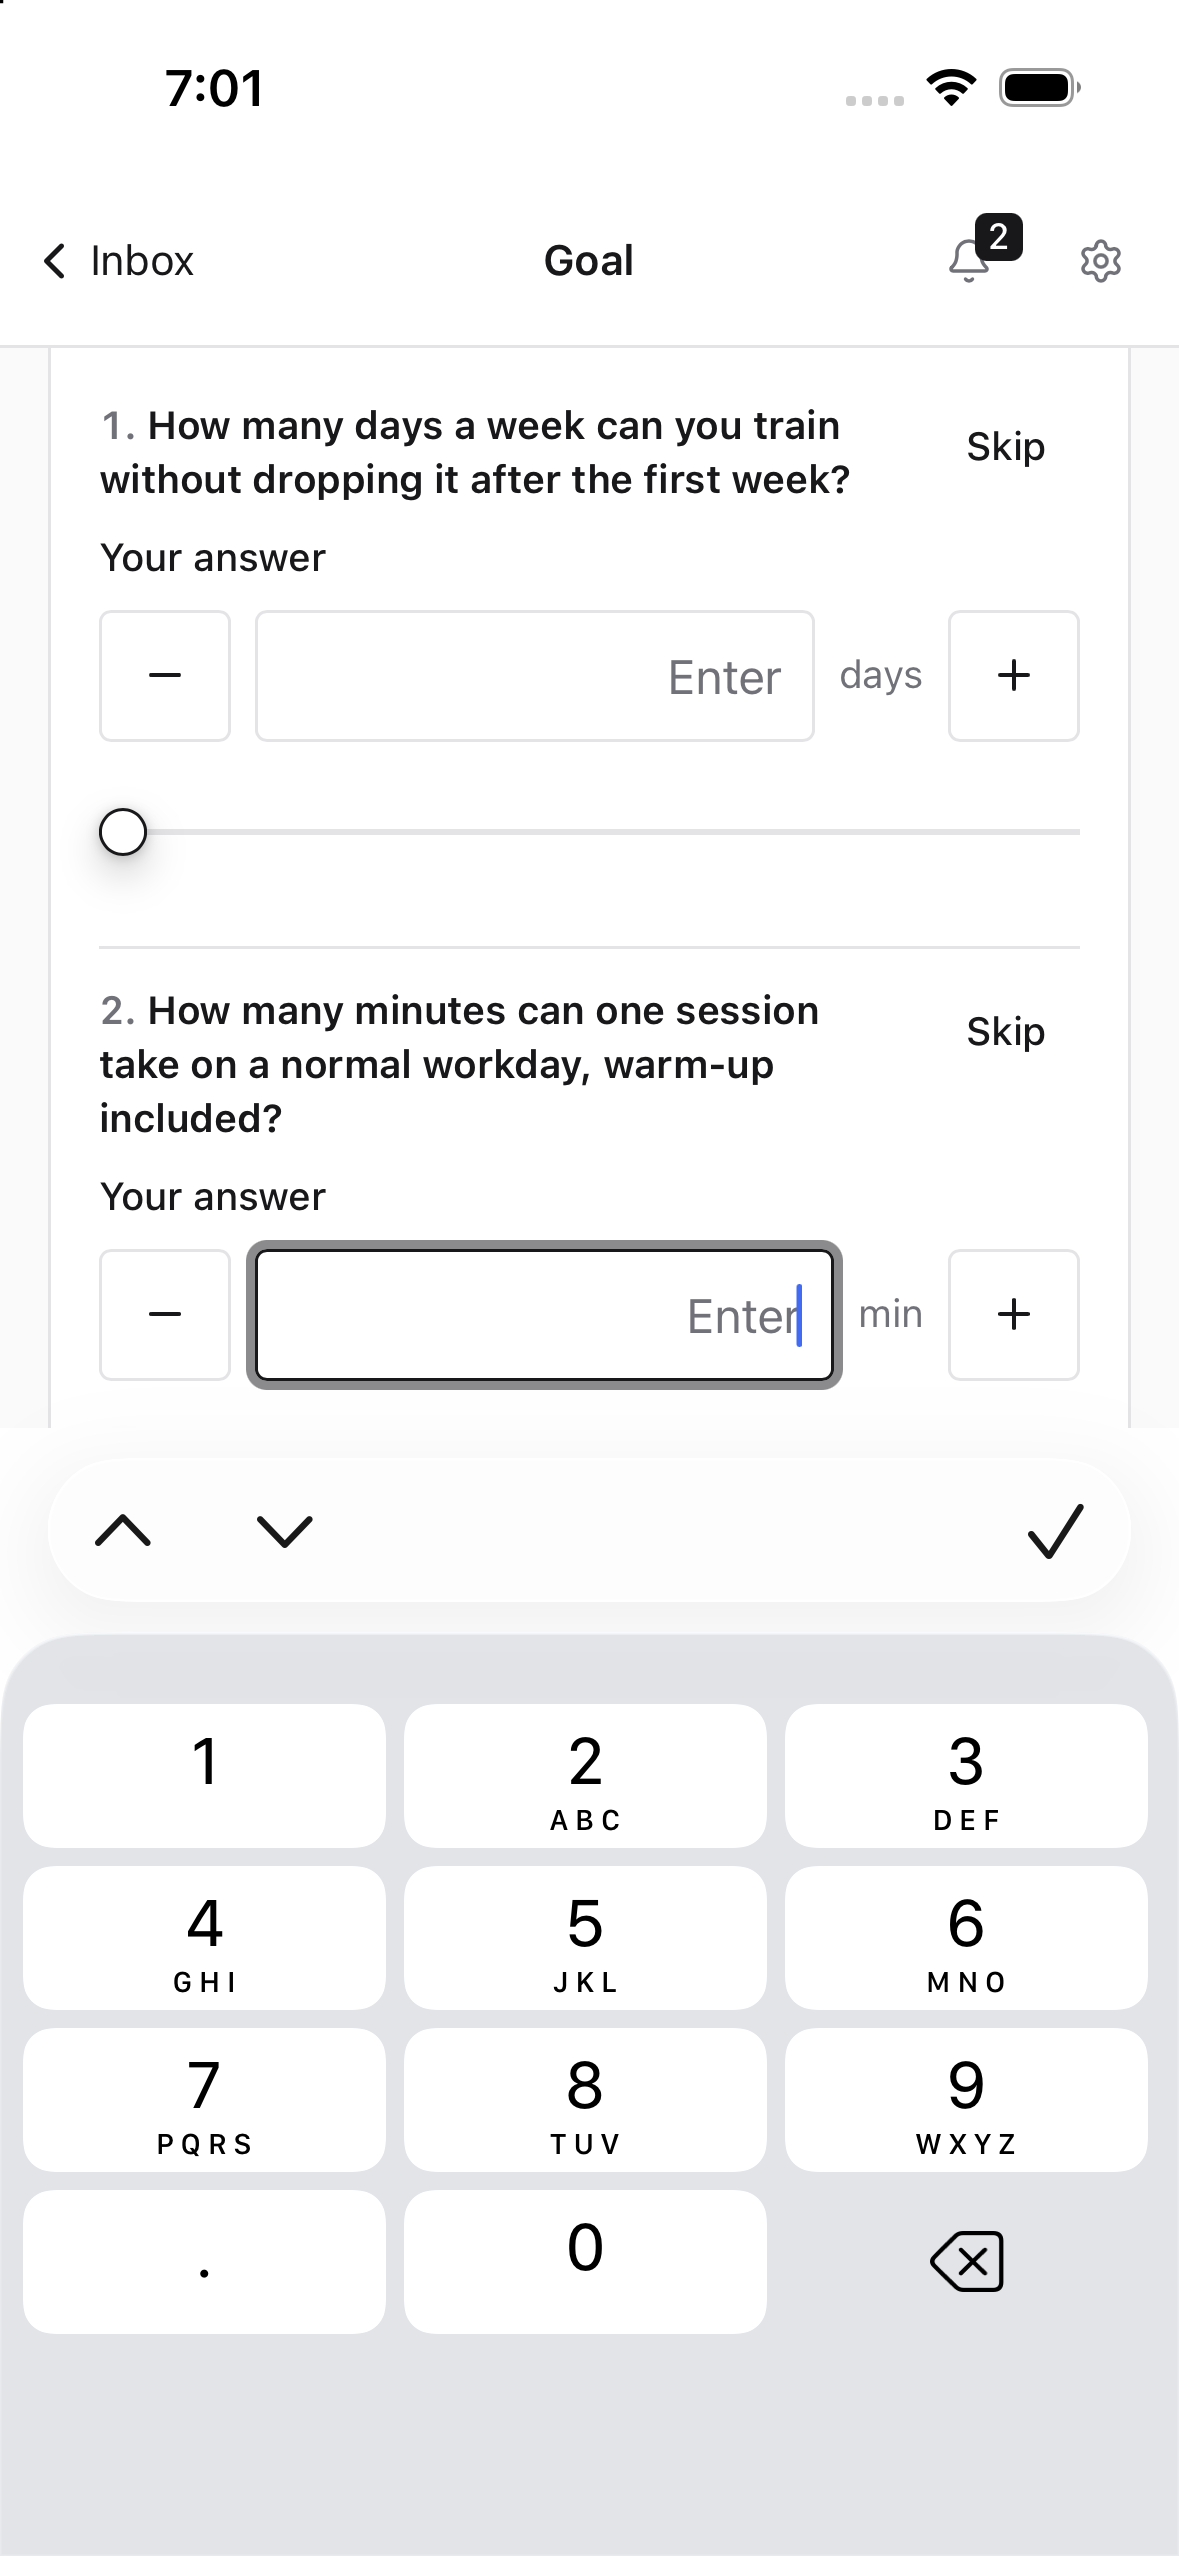 7:01
Inbox
Goal
2
1. How many days a week can you train
without dropping it after the first week?
Skip
Your answer
Enter
days
2. How many minutes can one session
take on a normal workday, warm-up
included?
Skip
Your answer
Enter
min
1
2
ABC
3
DEF
4
GHI
5
JKL
6
MNO
7
PQRS
8
TUV
9
WXYZ
.
0